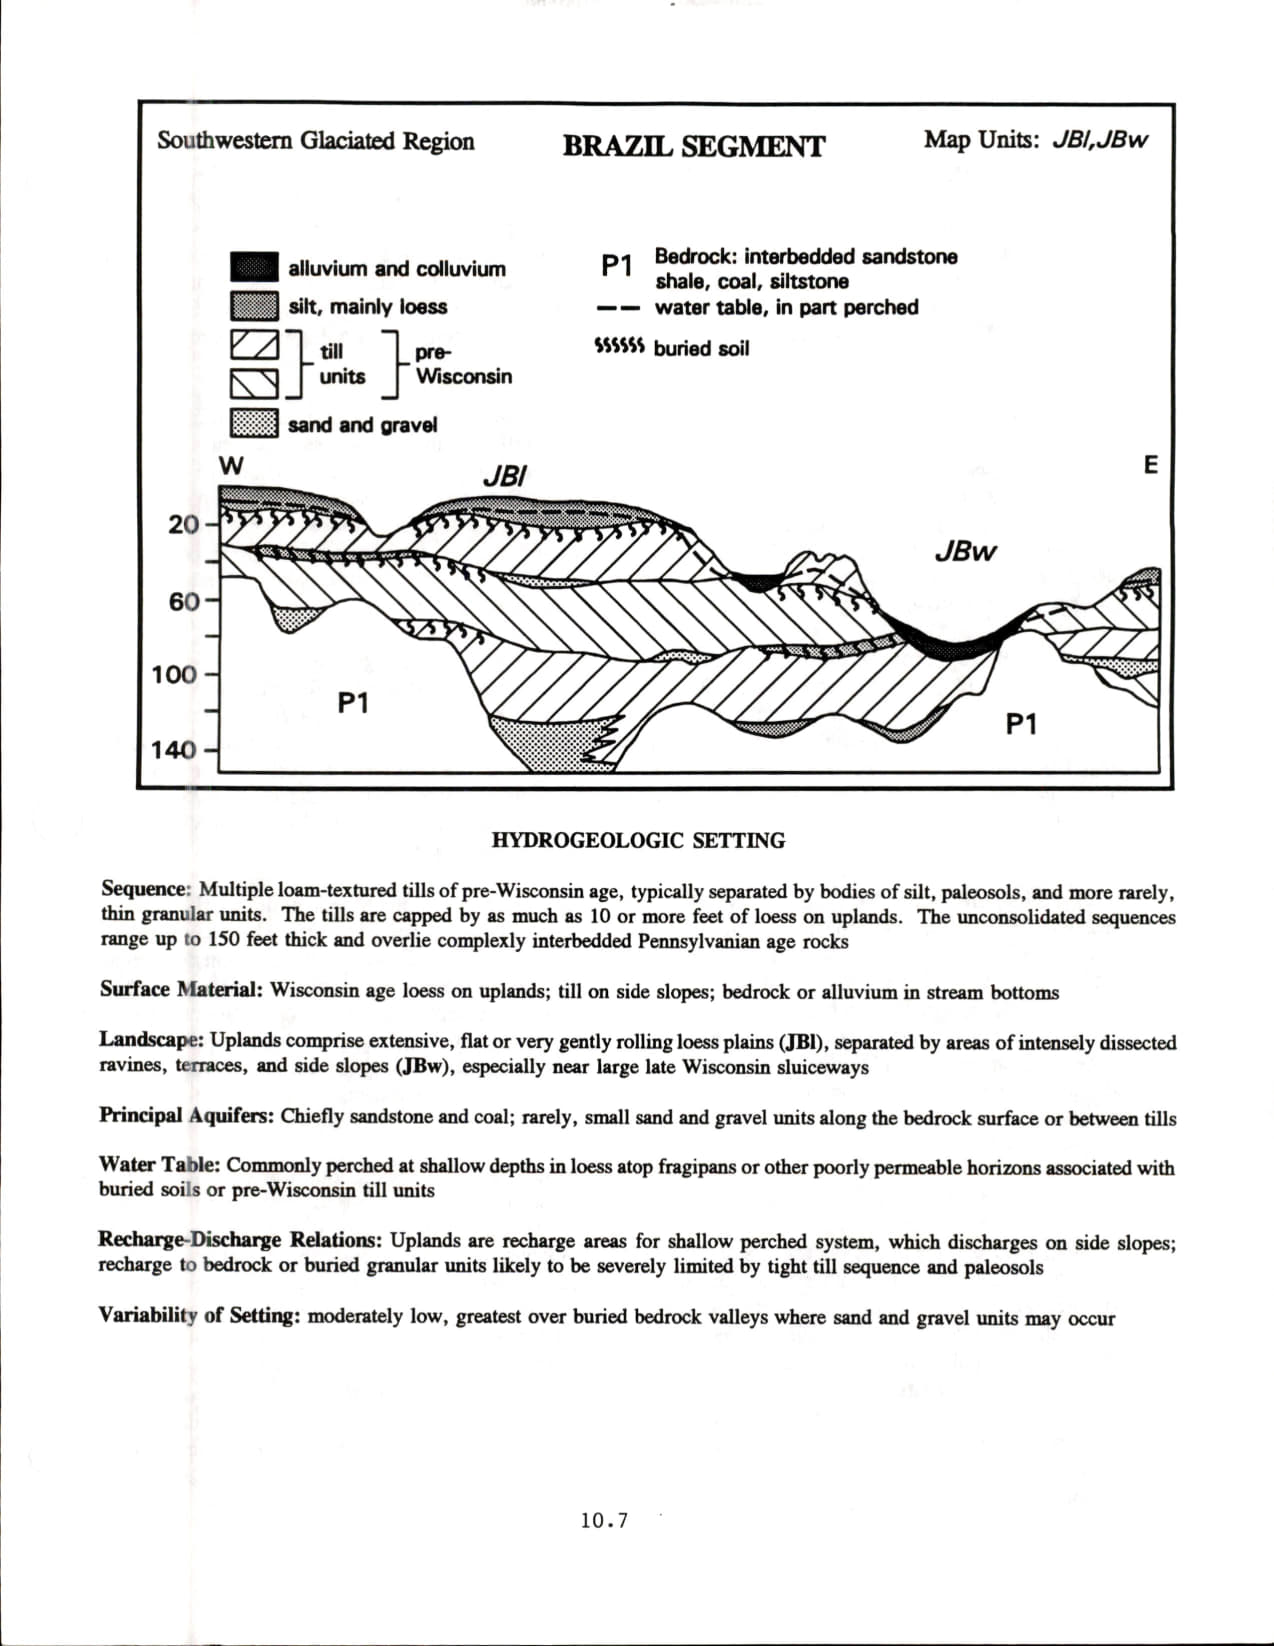 Southwestern Glaciated Region BRAZIL SEGMENT Map Units: JBl,JBw
alluvium and colluvium
silt, mainly loess
till units
pre-Wisconsin
sand and gravel
P1 Bedrock: interbedded sandstone
shale, coal, siltstone
water table, in part perched
buried soil
W
JBl
E
JBw
20
60
100
140
P1
P1
HYDROGEOLOGIC SETTING
Sequence: Multiple loam-textured tills of pre-Wisconsin age, typically separated by bodies of silt, paleosols, and more rarely,
thin granular units. The tills are capped by as much as 10 or more feet of loess on uplands. The unconsolidated sequences
range up to 150 feet thick and overlie complexly interbedded Pennsylvanian age rocks
Surface Material: Wisconsin age loess on uplands; till on side slopes; bedrock or alluvium in stream bottoms
Landscape: Uplands comprise extensive, flat or very gently rolling loess plains (JBl), separated by areas of intensely dissected
ravines, terraces, and side slopes (JBw), especially near large late Wisconsin sluiceways
Principal Aquifers: Chiefly sandstone and coal; rarely, small sand and gravel units along the bedrock surface or between tills
Water Table: Commonly perched at shallow depths in loess atop fragipans or other poorly permeable horizons associated with
buried soils or pre-Wisconsin till units
Recharge-Discharge Relations: Uplands are recharge areas for shallow perched system, which discharges on side slopes;
recharge to bedrock or buried granular units likely to be severely limited by tight till sequence and paleosols
Variability of Setting: moderately low, greatest over buried bedrock valleys where sand and gravel units may occur
10.7